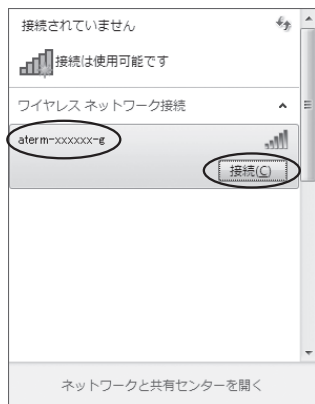 接続されていません
接続は使用可能です
ワイヤレス ネットワーク接続
aterm-xxxxxx-g
接続(C)
ネットワークと共有センターを開く